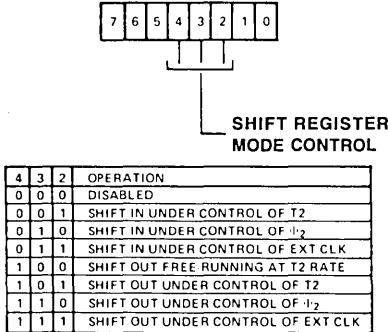 7 6 5 4 3 2 1 0
SHIFT REGISTER
MODE CONTROL
4 3 2 OPERATION
0 0 0 DISABLED
0 0 1 SHIFT IN UNDER CONTROL OF T2
0 1 0 SHIFT IN UNDER CONTROL OF
0 1 1 SHIFT IN UNDER CONTROL OF EXT CLK
1 0 0 SHIFT OUT FREE RUNNING AT T2 RATE
1 0 1 SHIFT OUT UNDER CONTROL OF T2
1 1 0 SHIFT OUT UNDER CONTROL OF
1 1 1 SHIFT OUT UNDER CONTROL OF EXT CLK